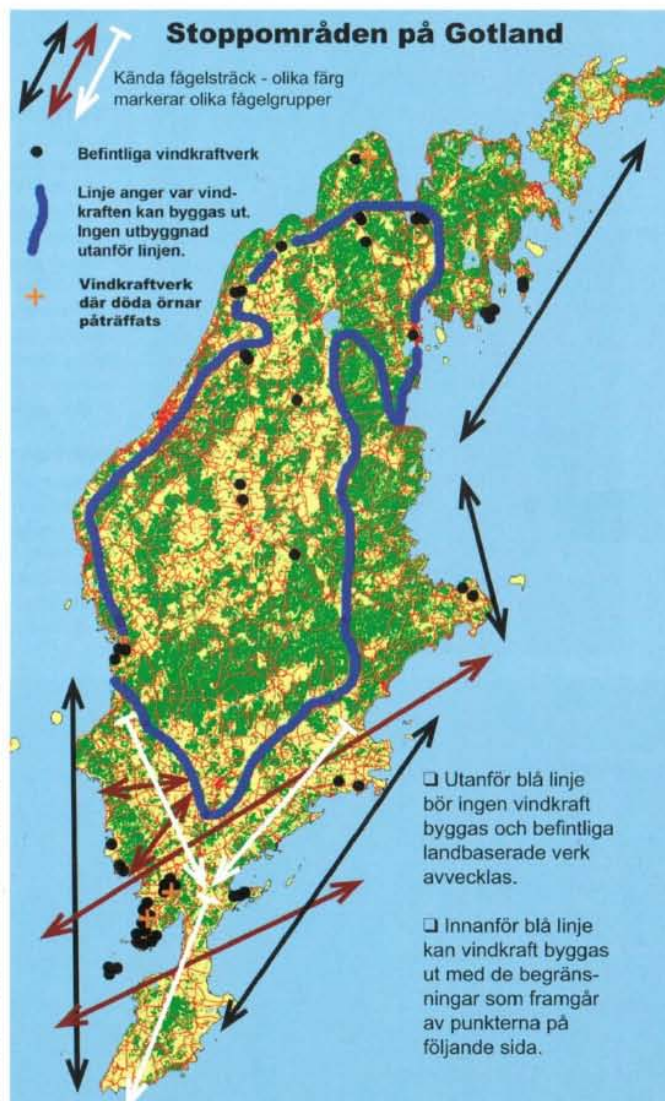 Stoppområden på Gotland
Kända fågelsträck - olika färg
markerar olika fågelgrupper
Befintliga vindkraftverk
Linje anger var vind-
kraften kan byggas ut.
Ingen utbyggnad
utanför linjen.
Vindkraftverk
där döda örnar
påträffats
❑ Utanför blå linje
bör ingen vindkraft
byggas och befintliga
landbaserade verk
avvecklas.
❑ Innanför blå linje
kan vindkraft byggas
ut med de begräns-
ningar som framgår
av punkterna på
följande sida.